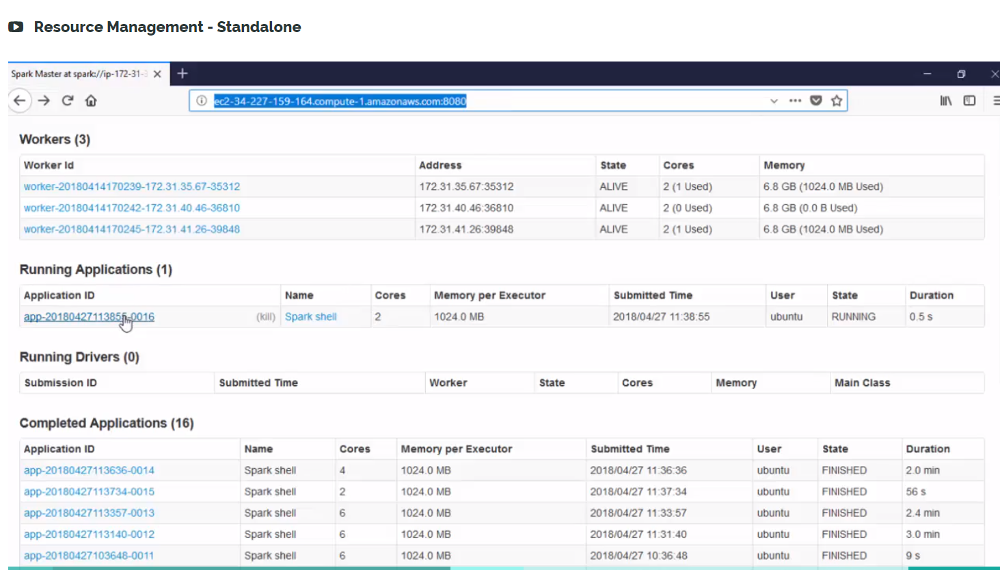 Resource Management - Standalone
Spark Master at spark://ip-172-31-3
ec2-34-227-159-164.compute-1.amazonaws.com:8080
Workers (3)
Worker Id Address State Cores Memory
worker-20180414170239-172.31.35.67-35312 172.31.35.67:35312 ALIVE 2 (1 Used) 6.8 GB (1024.0 MB Used)
worker-20180414170242-172.31.40.46-36810 172.31.40.46:36810 ALIVE 2 (0 Used) 6.8 GB (0.0 B Used)
worker-20180414170245-172.31.41.26-39848 172.31.41.26:39848 ALIVE 2 (1 Used) 6.8 GB (1024.0 MB Used)
Running Applications (1)
Application ID Name Cores Memory per Executor Submitted Time User State Duration
app-20180427113855-0016 (kill) Spark shell 2 1024.0 MB 2018/04/27 11:38:55 ubuntu RUNNING 0.5 s
Running Drivers (0)
Submission ID Submitted Time Worker State Cores Memory Main Class
Completed Applications (16)
Application ID Name Cores Memory per Executor Submitted Time User State Duration
app-20180427113636-0014 Spark shell 4 1024.0 MB 2018/04/27 11:36:36 ubuntu FINISHED 2.0 min
app-20180427113734-0015 Spark shell 2 1024.0 MB 2018/04/27 11:37:34 ubuntu FINISHED 56 s
app-20180427113357-0013 Spark shell 6 1024.0 MB 2018/04/27 11:33:57 ubuntu FINISHED 2.4 min
app-20180427113140-0012 Spark shell 6 1024.0 MB 2018/04/27 11:31:40 ubuntu FINISHED 3.0 min
app-20180427103648-0011 Spark shell 6 1024.0 MB 2018/04/27 10:36:48 ubuntu FINISHED 9 s